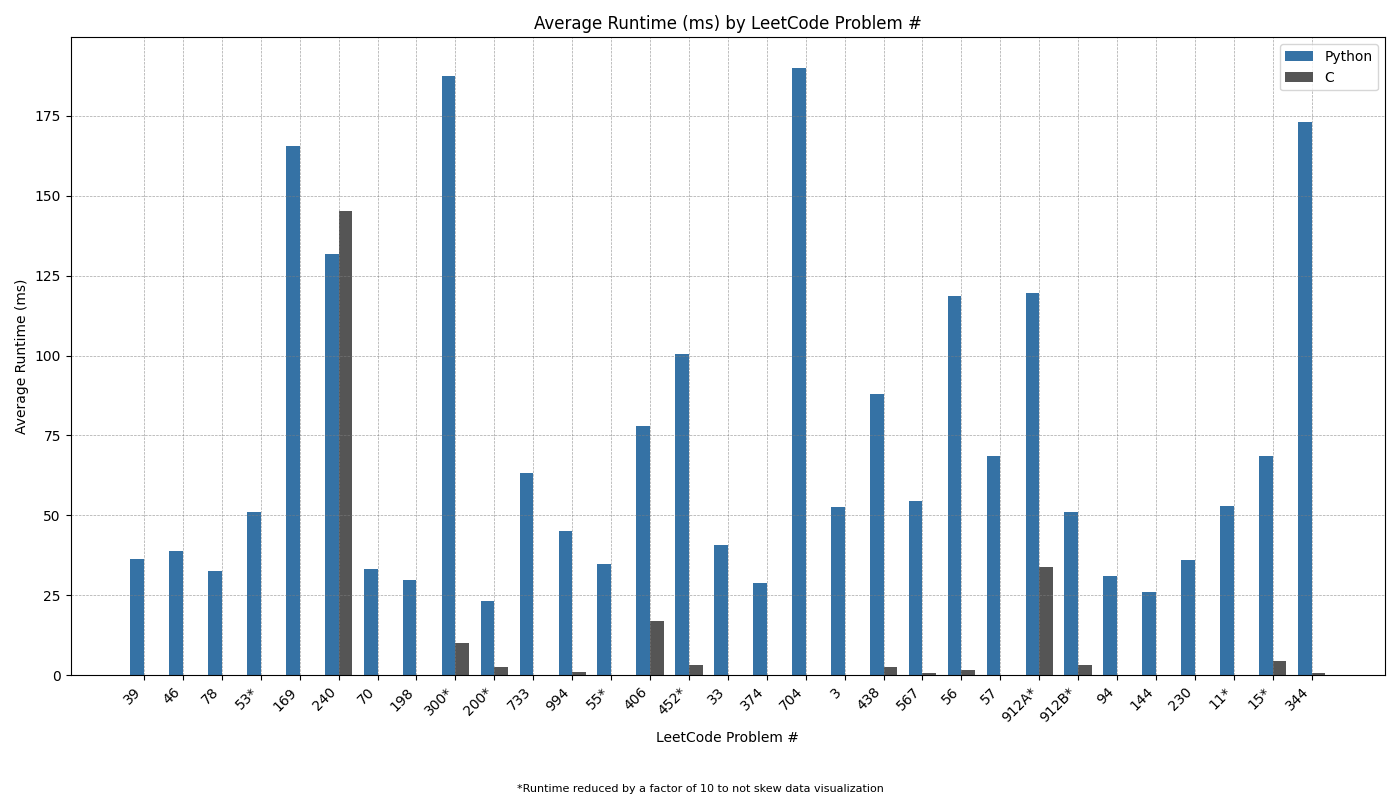 Average Runtime (ms) by LeetCode Problem #
Python
C
175
150
125
100
75
50
25
0
Average Runtime (ms)
39 46 78 53* 169 240 70 198 300* 200* 733 994 55* 406 452* 33 374 704 3 438 567 56 57 912A* 912B* 94 144 230 11* 15* 344
LeetCode Problem #
*Runtime reduced by a factor of 10 to not skew data visualization